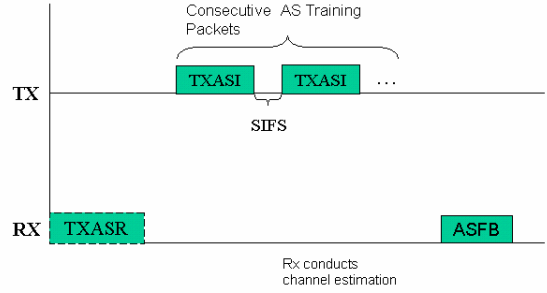 Consecutive AS Training
Packets
TXASI
TXASI
...
TX
SIFS
RX
TXASR
ASFB
Rx conducts
channel estimation